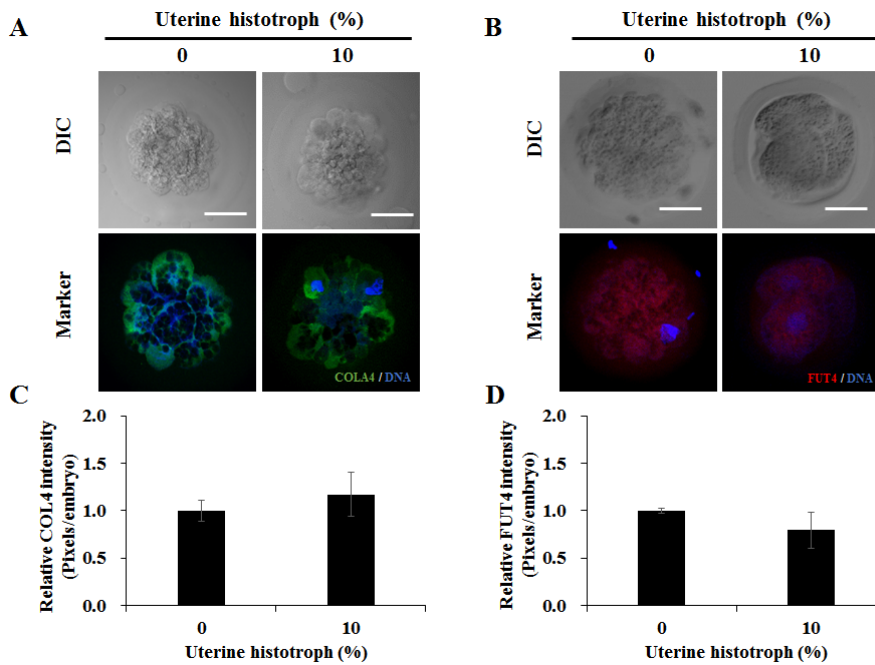 A
Uterine histotroph (%)
0 10
DIC
Marker
COLA4 / DNA
B
Uterine histotroph (%)
0 10
DIC
Marker
FUT4 / DNA
C
Relative COL4 intensity
(Pixels/embryo)
2.0
1.5
1.0
0.5
0.0
0 10
Uterine histotroph (%)
D
Relative FUT4 intensity
(Pixels/embryo)
2.0
1.5
1.0
0.5
0.0
0 10
Uterine histotroph (%)